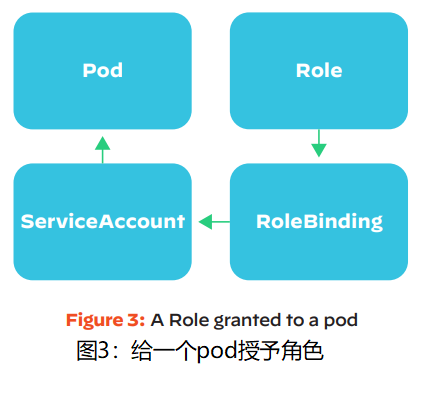 Pod
Role
ServiceAccount
RoleBinding
Figure 3: A Role granted to a pod
图3：给一个pod授予角色